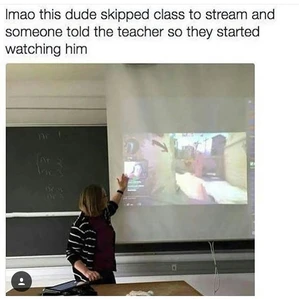 lmao this dude skipped class to stream and
someone told the teacher so they started
watching him